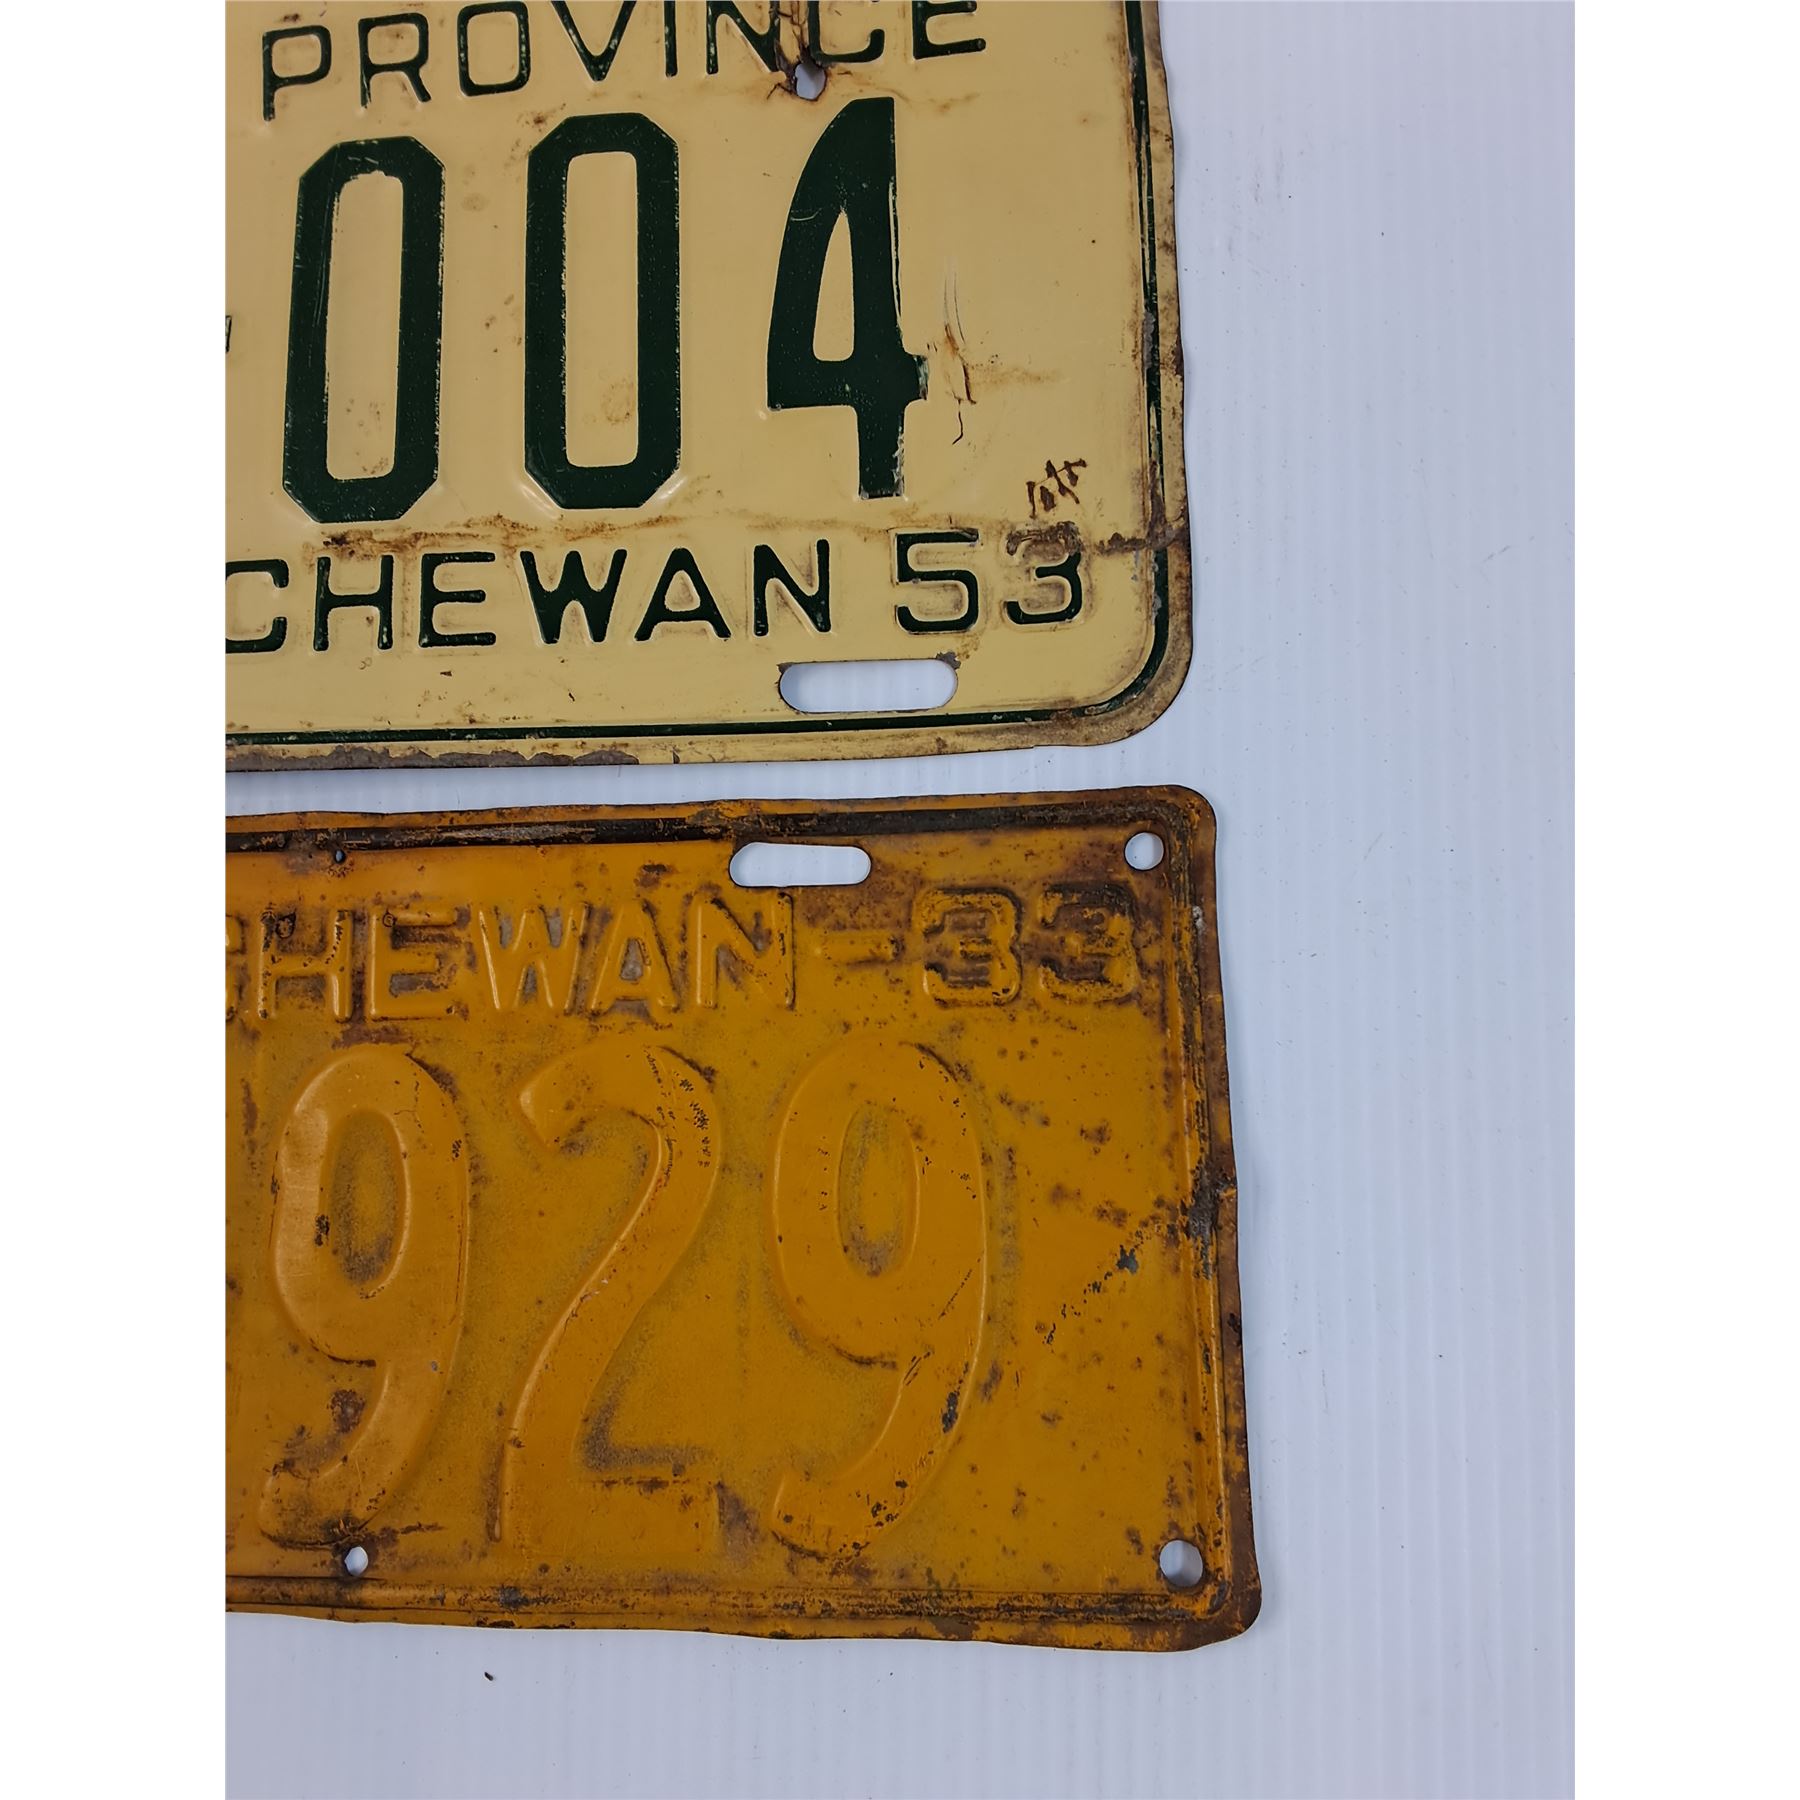 PROVINCE
004
CHEWAN 53
CHEWAN-33
929